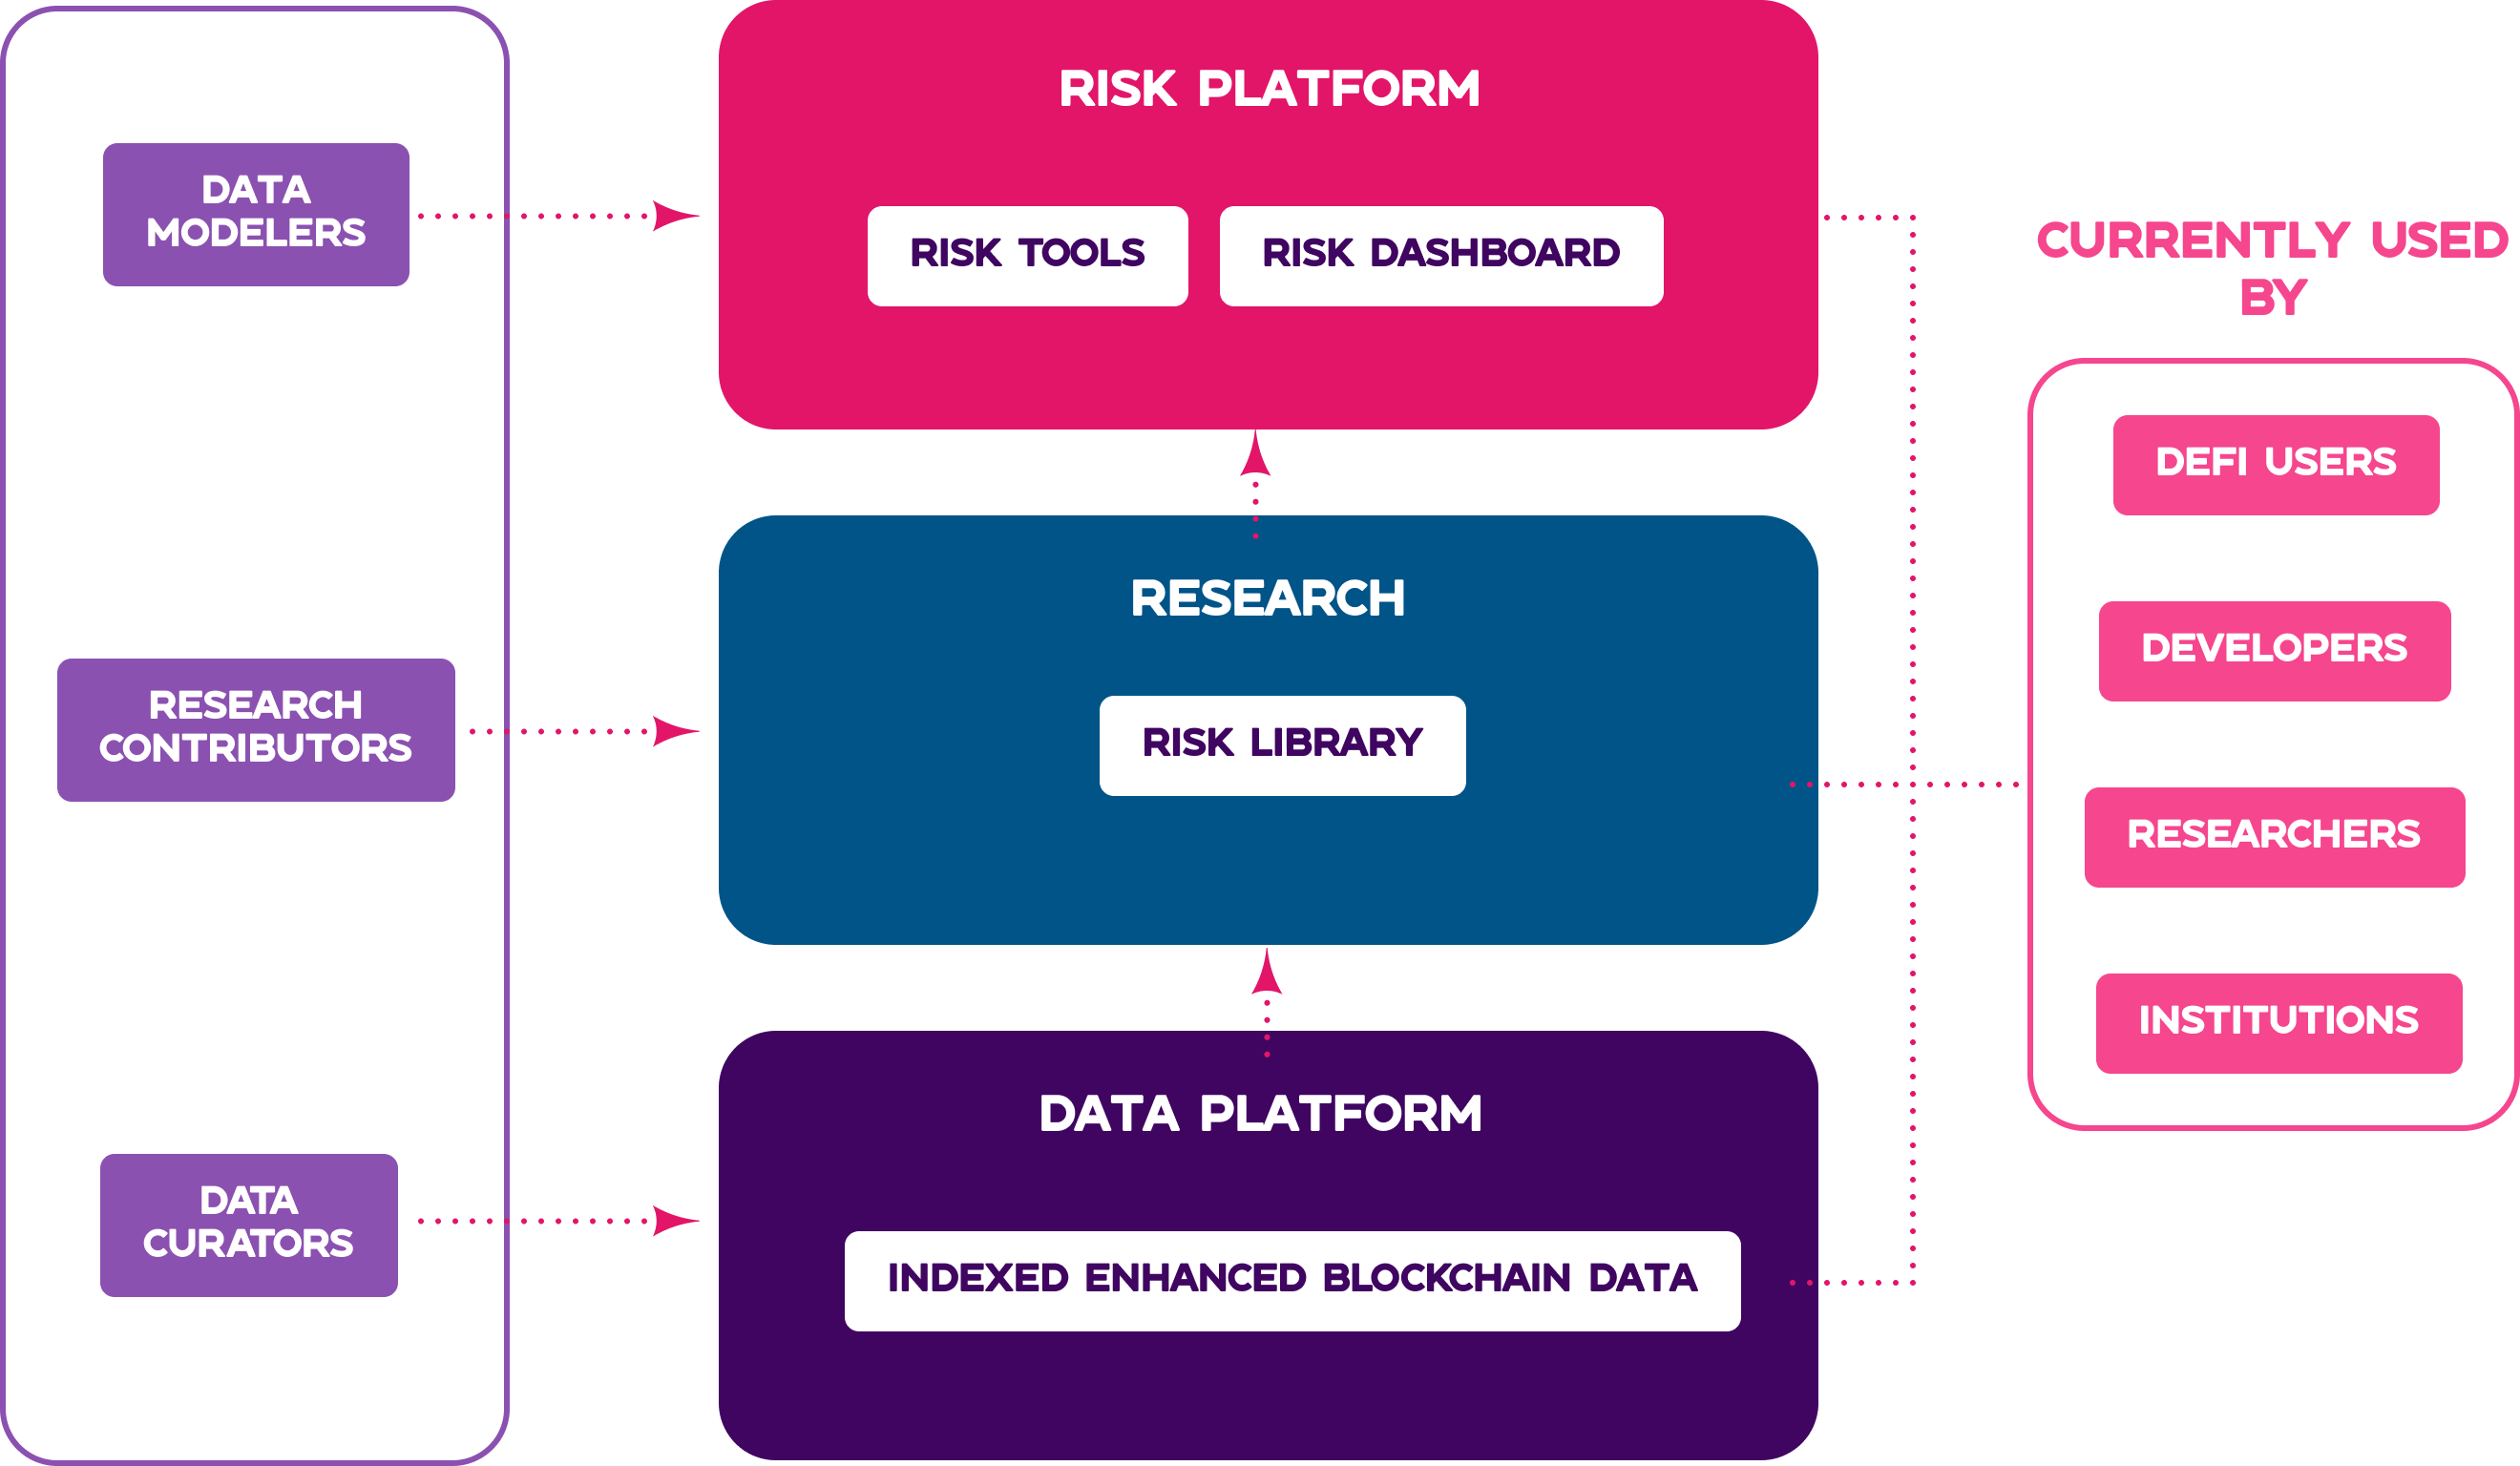 DATA
MODELERS
RESEARCH
CONTRIBUTORS
DATA
CURATORS
RISK PLATFORM
RISK TOOLS
RISK DASHBOARD
RESEARCH
RISK LIBRARY
DATA PLATFORM
INDEXED ENHANCED BLOCKCHAIN DATA
CURRENTLY USED
BY
DEFI USERS
DEVELOPERS
RESEARCHERS
INSTITUTIONS